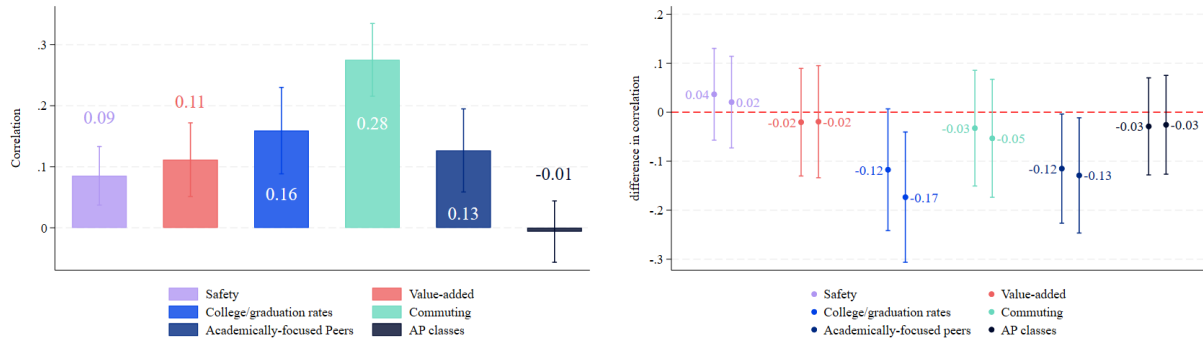 Correlation
.3
.2
.1
0
0.09
0.11
0.16
0.28
0.13
-0.01
Safety
Value-added
College/graduation rates
Commuting
Academically-focused Peers
AP classes
difference in correlation
.2
.1
0
-.1
-.2
-.3
0.04
0.02
-0.02
-0.02
-0.12
-0.17
-0.03
-0.05
-0.12
-0.13
-0.03
-0.03
Safety
Value-added
College/graduation rates
Commuting
Academically-focused peers
AP classes